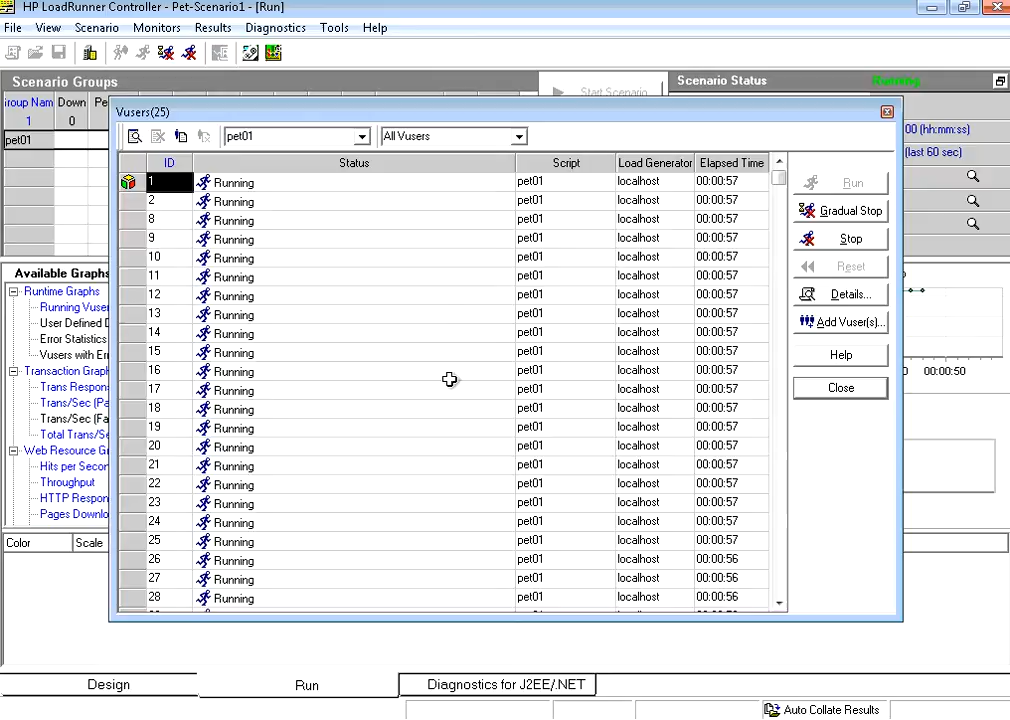 HP LoadRunner Controller - Pet-Scenario1 - [Run]
File View Scenario Monitors Results Diagnostics Tools Help
Scenario Groups
Start Scenario
Scenario Status
Running
Down
1
0
pet01
00 (hh:mm:ss)
(last 60 sec)
Vusers(25)
pet01 All Vusers
ID Status Script Load Generator Elapsed Time
1 Running pet01 localhost 00:00:57
2 Running pet01 localhost 00:00:57
8 Running pet01 localhost 00:00:57
9 Running pet01 localhost 00:00:57
10 Running pet01 localhost 00:00:57
11 Running pet01 localhost 00:00:57
12 Running pet01 localhost 00:00:57
13 Running pet01 localhost 00:00:57
14 Running pet01 localhost 00:00:57
15 Running pet01 localhost 00:00:57
16 Running pet01 localhost 00:00:57
17 Running pet01 localhost 00:00:57
18 Running pet01 localhost 00:00:57
19 Running pet01 localhost 00:00:57
20 Running pet01 localhost 00:00:57
21 Running pet01 localhost 00:00:57
22 Running pet01 localhost 00:00:57
23 Running pet01 localhost 00:00:57
24 Running pet01 localhost 00:00:57
25 Running pet01 localhost 00:00:57
26 Running pet01 localhost 00:00:56
27 Running pet01 localhost 00:00:56
28 Running pet01 localhost 00:00:56
Run
Gradual Stop
Stop
Reset
Details...
Add Vuser(s)...
Help
Close
00:00:50
Available Graphs
Runtime Graphs
Running Vuser
User Defined D
Error Statistics
Vusers with Err
Transaction Graph
Trans Respon
Trans/Sec (Pa
Trans/Sec (Fa
Total Trans/Se
Web Resource Gr
Hits per Secon
Throughput
HTTP Respon
Pages Downlo
Color Scale
Design Run Diagnostics for J2EE/.NET
Auto Collate Results